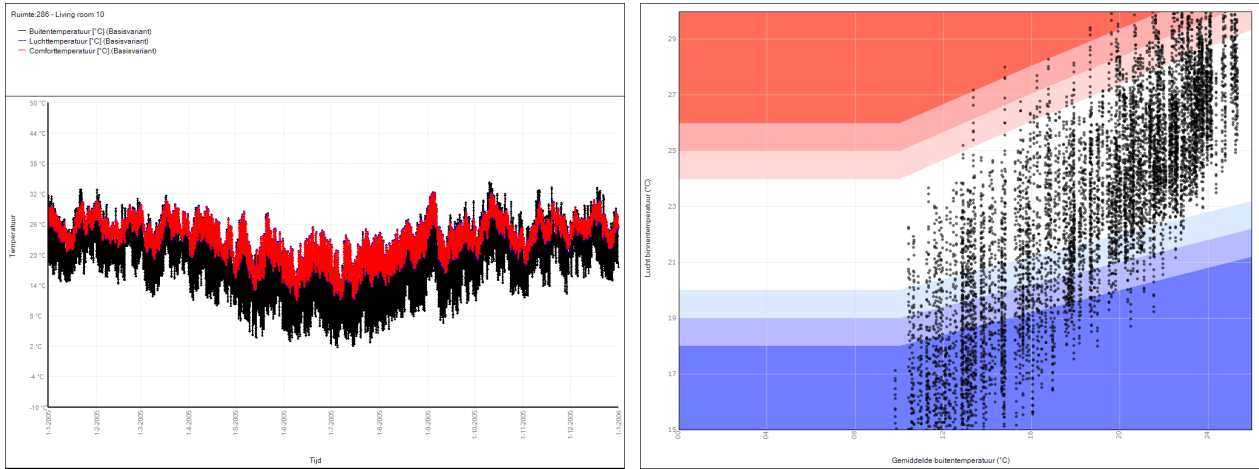 Ruimte:286 - Living room 10
Buitentemperatuur [°C] (Basisvariant)
Luchttemperatuur [°C] (Basisvariant)
Comforttemperatuur [°C] (Basisvariant)
Temperatuur
50 °C
44 °C
38 °C
32 °C
26 °C
20 °C
14 °C
8 °C
2 °C
-4 °C
-10 °C
1-1-2005
1-2-2005
1-3-2005
1-4-2005
1-5-2005
1-6-2005
1-7-2005
1-8-2005
1-9-2005
1-10-2005
1-11-2005
1-12-2005
1-1-2006
Tijd
Lucht binnentemperatuur (°C)
29
27
25
23
21
19
17
15
00
04
08
12
16
20
24
Gemiddelde buitentemperatuur (°C)